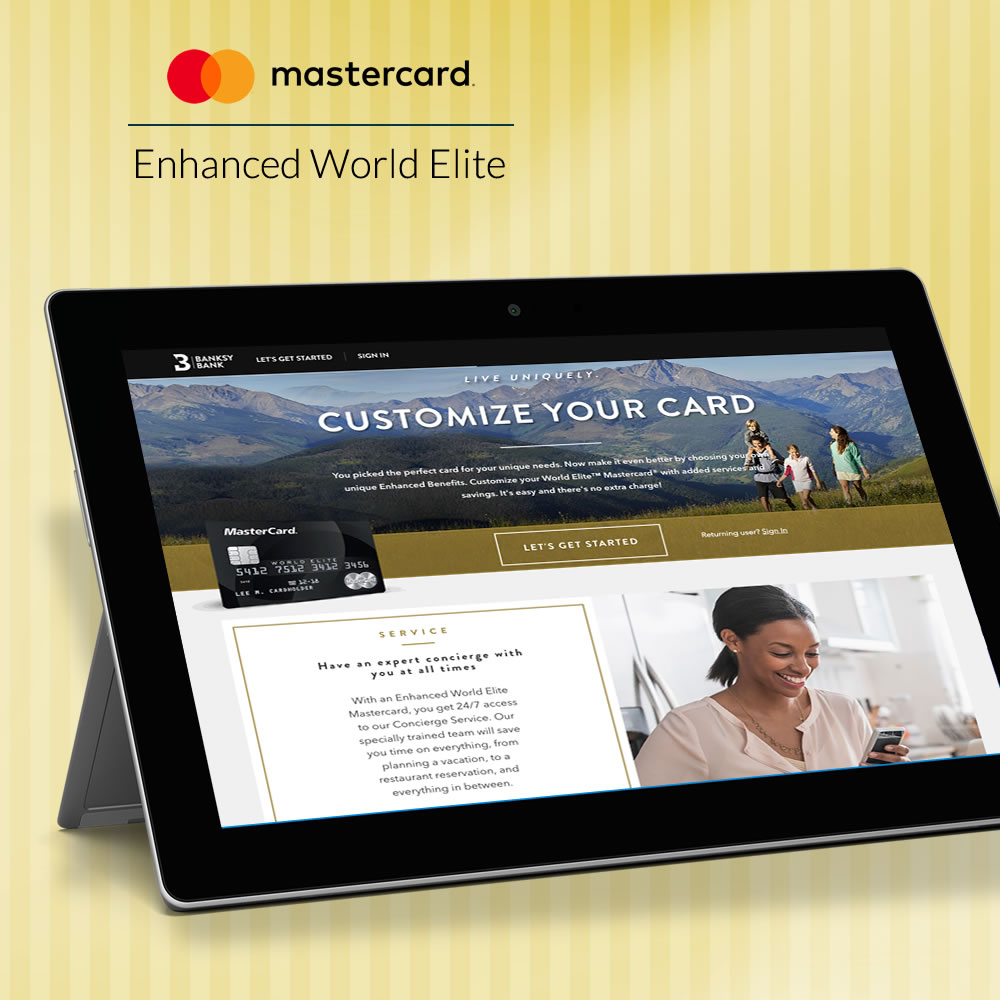 mastercard.
Enhanced World Elite
B BANKSY
BANK
LET'S GET STARTED
SIGN IN
LIVE UNIQUELY.
CUSTOMIZE YOUR CARD
You picked the perfect card for your unique needs. Now make it even better by choosing your own
unique Enhanced Benefits. Customize your World Elite™ Mastercard® with added services and
savings. It's easy and there's no extra charge!
LET'S GET STARTED
Returning user? Sign In
MasterCard.
WORLD ELITE
5412 7512 3412 3456
12-18
LEE M. CARDHOLDER
SERVICE
Have an expert concierge with
you at all times
With an Enhanced World Elite
Mastercard, you get 24/7 access
to our Concierge Service. Our
specially trained team will save
you time on everything, from
planning a vacation, to a
restaurant reservation, and
everything in between.